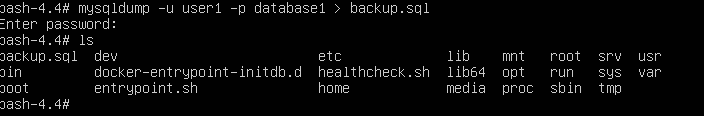 bash-4.4# mysqldump -u user1 -p database1 > backup.sql
Enter password:
bash-4.4# ls
backup.sql dev etc lib mnt root srv usr
bin docker-entrypoint-initdb.d healthcheck.sh lib64 opt run sys var
boot entrypoint.sh home media proc sbin tmp
bash-4.4#